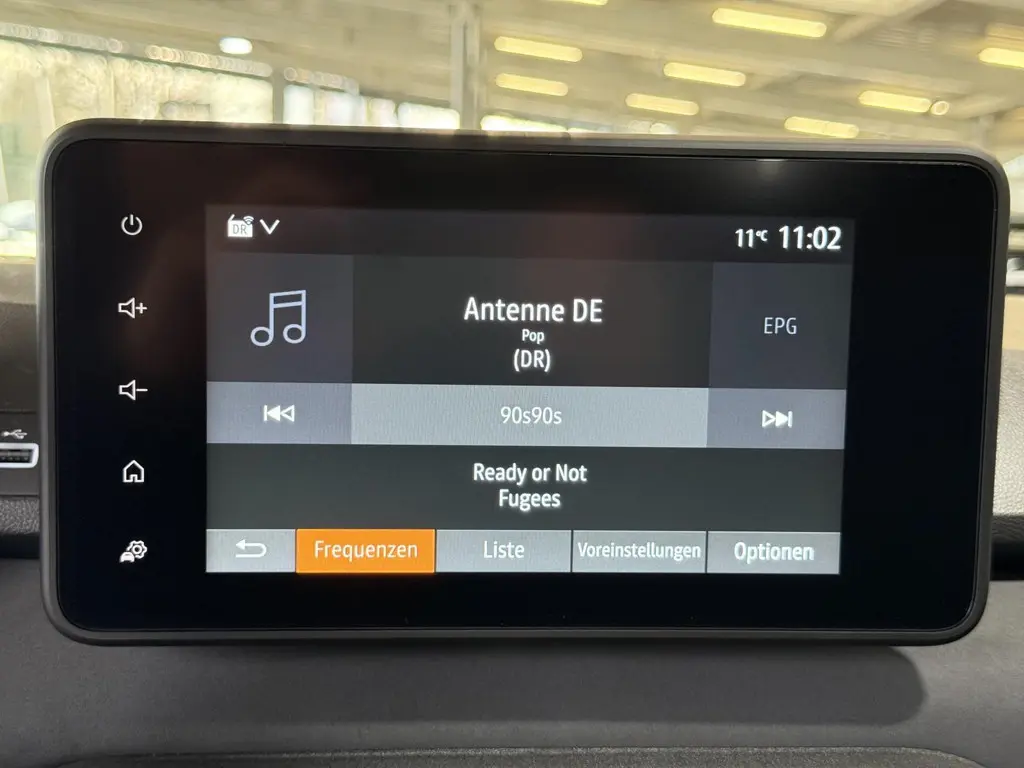 DR
11°C 11:02
Antenne DE
Pop
(DR)
EPG
90s90s
Ready or Not
Fugees
Frequenzen
Liste
Voreinstellungen
Optionen